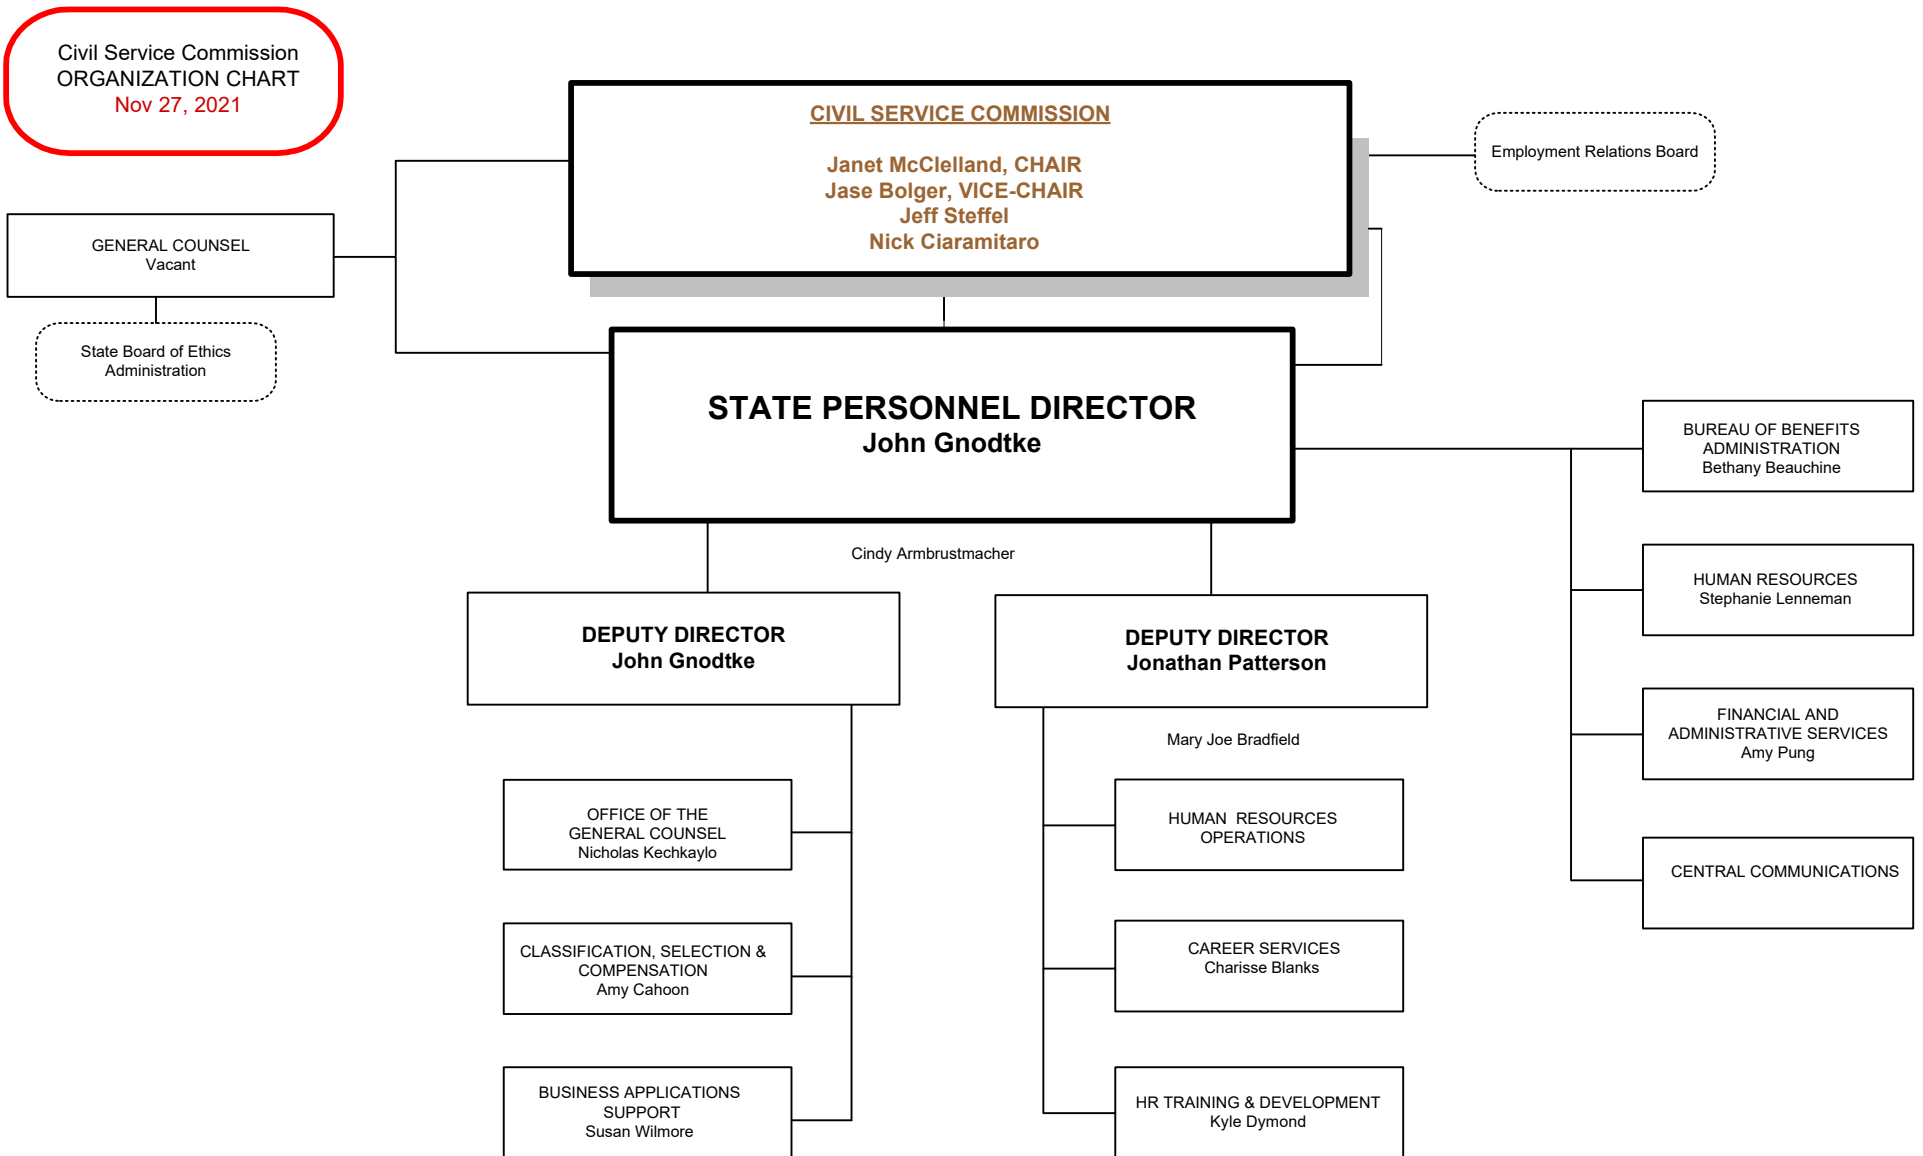 Civil Service Commission
ORGANIZATION CHART
Nov 27, 2021
CIVIL SERVICE COMMISSION
Janet McClelland, CHAIR
Jase Bolger, VICE-CHAIR
Jeff Steffel
Nick Ciaramitaro
Employment Relations Board
GENERAL COUNSEL
Vacant
State Board of Ethics
Administration
STATE PERSONNEL DIRECTOR
John Gnodtke
Cindy Armbrustmacher
DEPUTY DIRECTOR
John Gnodtke
OFFICE OF THE
GENERAL COUNSEL
Nicholas Kechkaylo
CLASSIFICATION, SELECTION &
COMPENSATION
Amy Cahoon
BUSINESS APPLICATIONS
SUPPORT
Susan Wilmore
DEPUTY DIRECTOR
Jonathan Patterson
Mary Joe Bradfield
HUMAN  RESOURCES
OPERATIONS
CAREER SERVICES
Charisse Blanks
HR TRAINING & DEVELOPMENT
Kyle Dymond
BUREAU OF BENEFITS
ADMINISTRATION
Bethany Beauchine
HUMAN RESOURCES
Stephanie Lenneman
FINANCIAL AND
ADMINISTRATIVE SERVICES
Amy Pung
CENTRAL COMMUNICATIONS